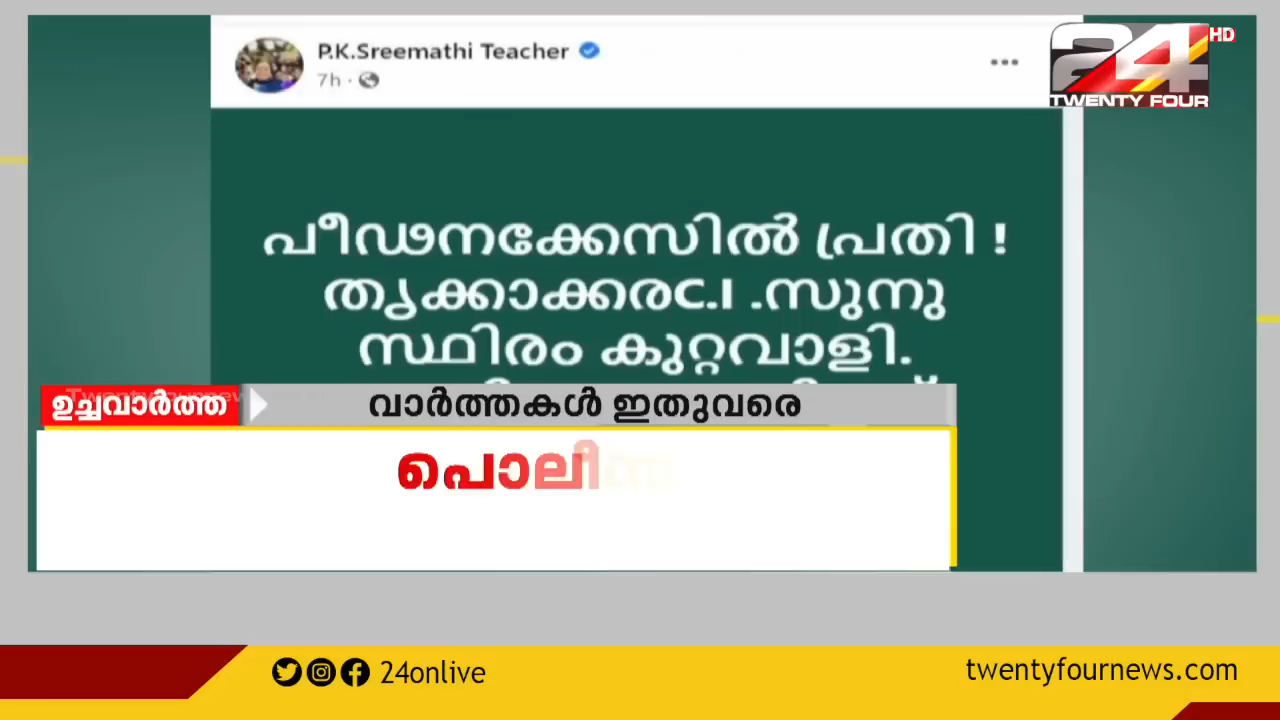 P.K.Sreemathi Teacher
7h
24
HD
TWENTY FOUR
പീഢനക്കേസിൽ പ്രതി !
തൃക്കാക്കരC.I .സുനു
സ്ഥിരം കുറ്റവാളി.
ഉച്ചവാർത്ത
വാർത്തകൾ ഇതുവരെ
24onlive
twentyfournews.com